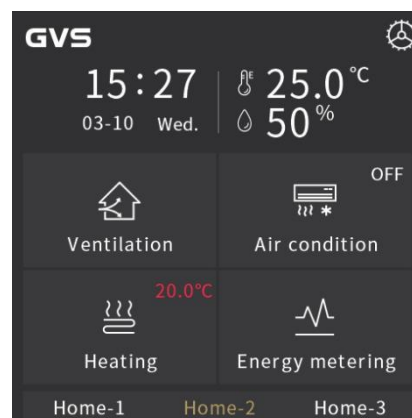 GVS
15:27
03-10 Wed.
E 25.0°C
50%
Ventilation
OFF
Air condition
20.0°C
Heating
Energy metering
Home-1 Home-2 Home-3